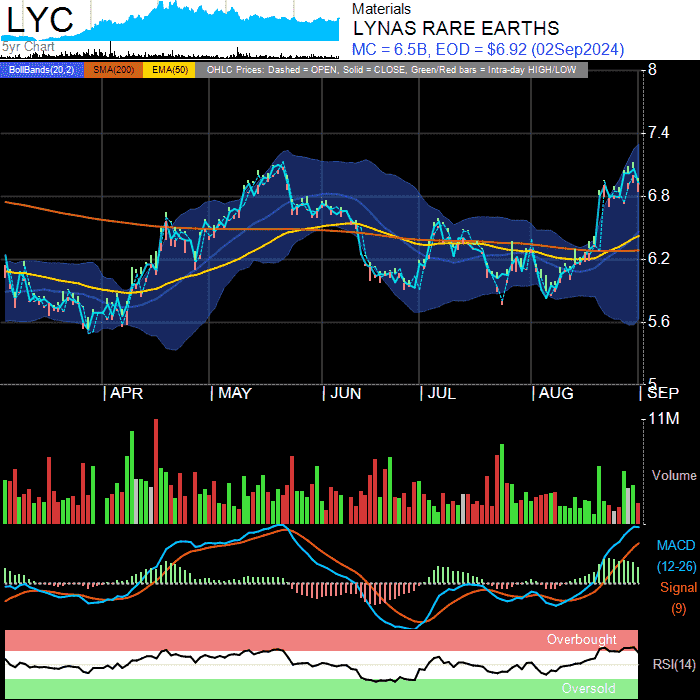 LYC
5yr Chart
Materials
LYNAS RARE EARTHS
MC = 6.5B, EOD = $6.92 (02Sep2024)
BollBands(20,2) SMA(200) EMA(50) OHLC Prices: Dashed = OPEN, Solid = CLOSE, Green/Red bars = Intra-day HIGH/LOW
8
7.4
6.8
6.2
5.6
5
APR MAY JUN JUL AUG SEP
11M
Volume
MACD
(12-26)
Signal
(9)
Overbought
RSI(14)
Oversold